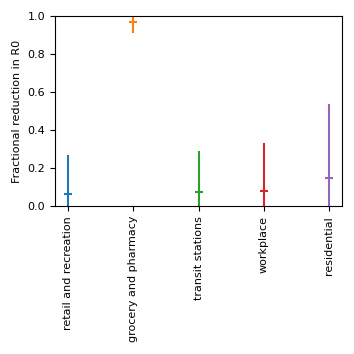 Fractional reduction in R0
1.0
0.8
0.6
0.4
0.2
0.0
retail and recreation
grocery and pharmacy
transit stations
workplace
residential